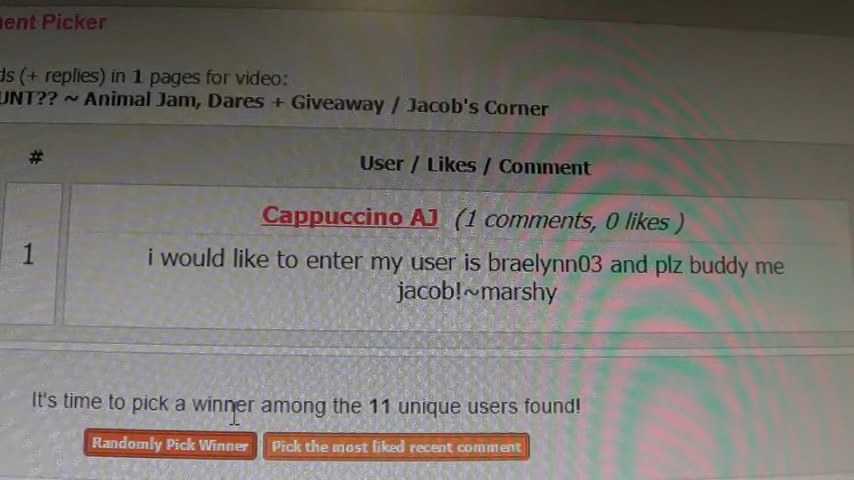 ent Picker
ds (+ replies) in 1 pages for video:
UNT?? ~ Animal Jam, Dares + Giveaway / Jacob's Corner
# User / Likes / Comment
Cappuccino AJ (1 comments, 0 likes )
1
i would like to enter my user is braelynn03 and plz buddy me
jacob!~marshy
It's time to pick a winner among the 11 unique users found!
Randomly Pick Winner Pick the most liked recent comment